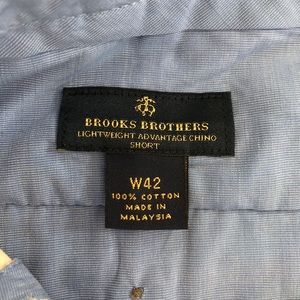 BROOKS BROTHERS
LIGHTWEIGHT ADVANTAGE CHINO
SHORT
W42
100% COTTON
MADE IN
MALAYSIA